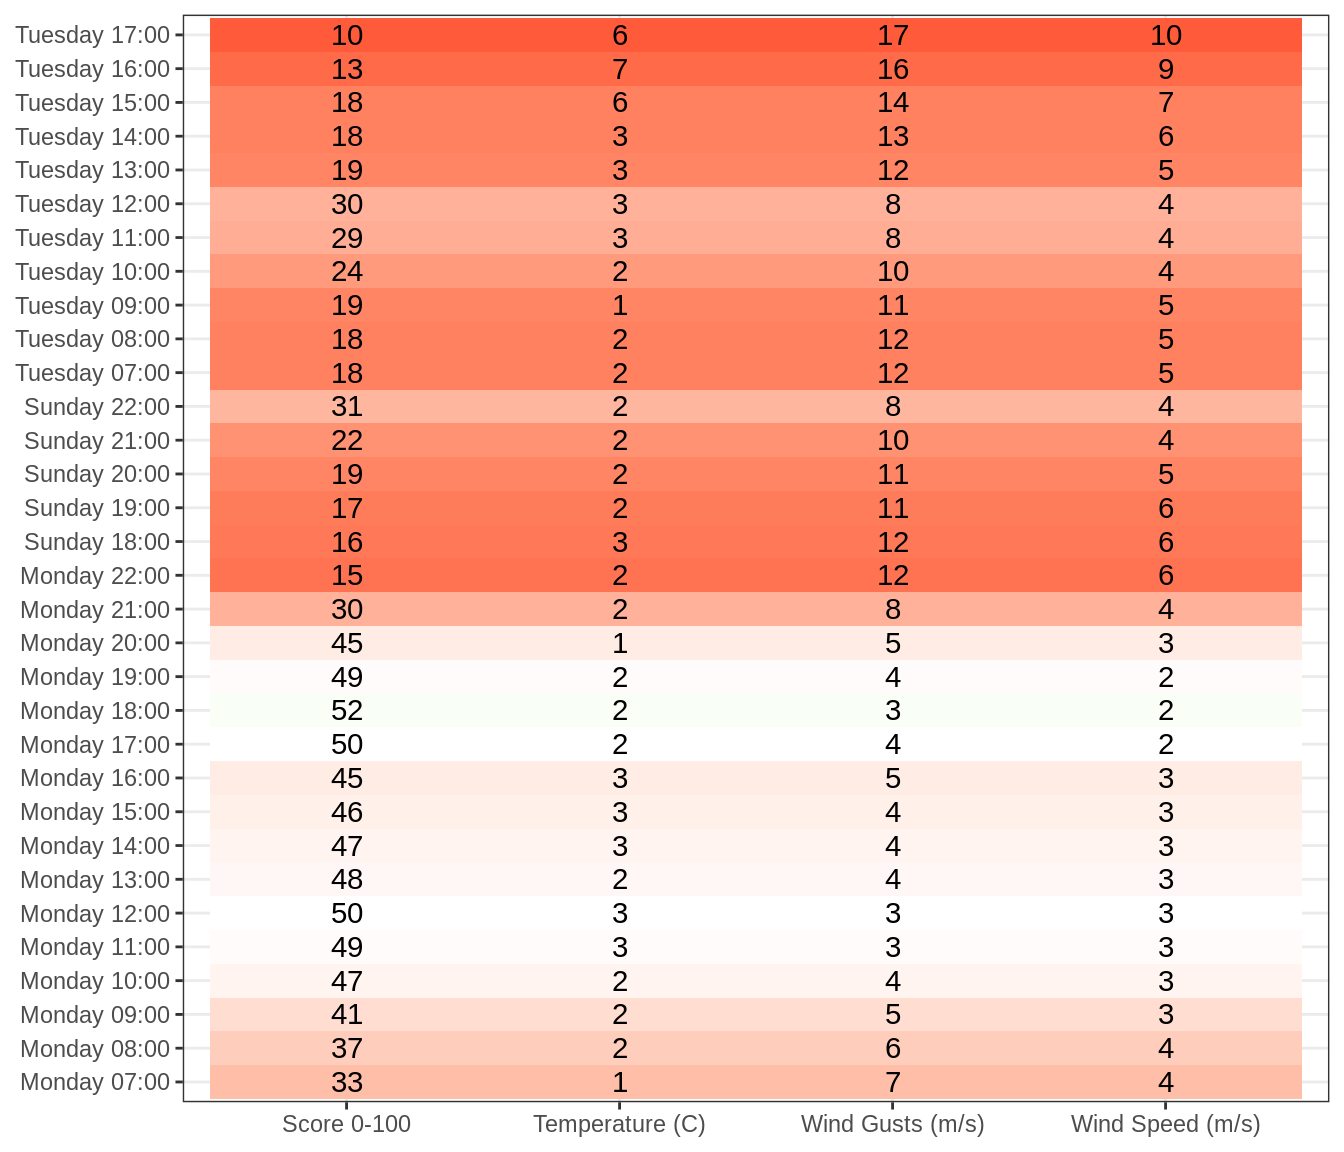 Tuesday 17:00 10 6 17 10
Tuesday 16:00 13 7 16 9
Tuesday 15:00 18 6 14 7
Tuesday 14:00 18 3 13 6
Tuesday 13:00 19 3 12 5
Tuesday 12:00 30 3 8 4
Tuesday 11:00 29 3 8 4
Tuesday 10:00 24 2 10 4
Tuesday 09:00 19 1 11 5
Tuesday 08:00 18 2 12 5
Tuesday 07:00 18 2 12 5
Sunday 22:00 31 2 8 4
Sunday 21:00 22 2 10 4
Sunday 20:00 19 2 11 5
Sunday 19:00 17 2 11 6
Sunday 18:00 16 3 12 6
Monday 22:00 15 2 12 6
Monday 21:00 30 2 8 4
Monday 20:00 45 1 5 3
Monday 19:00 49 2 4 2
Monday 18:00 52 2 3 2
Monday 17:00 50 2 4 2
Monday 16:00 45 3 5 3
Monday 15:00 46 3 4 3
Monday 14:00 47 3 4 3
Monday 13:00 48 2 4 3
Monday 12:00 50 3 3 3
Monday 11:00 49 3 3 3
Monday 10:00 47 2 4 3
Monday 09:00 41 2 5 3
Monday 08:00 37 2 6 4
Monday 07:00 33 1 7 4
Score 0-100 Temperature (C) Wind Gusts (m/s) Wind Speed (m/s)